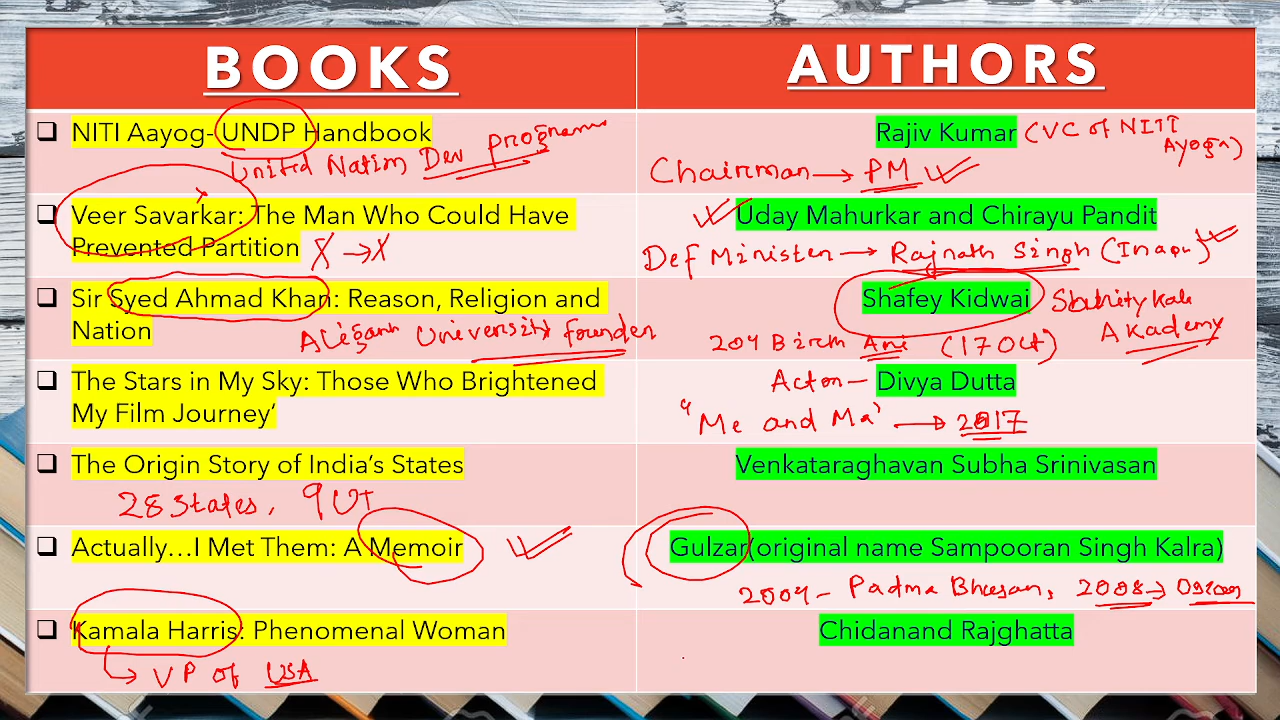 BOOKS
AUTHORS
NITI Aayog- UNDP Handbook
United Nation Dev programe
Rajiv Kumar (VC of NITI
Ayoga)
Chairman → PM
Veer Savarkar: The Man Who Could Have
Prevented Partition
Uday Mahurkar and Chirayu Pandit
Def Minister → Rajnath Singh
Sir Syed Ahmad Khan: Reason, Religion and
Nation
University founder
Shafey Kidwai
Akademy
204 Birth Ani (17 Oct)
The Stars in My Sky: Those Who Brightened
My Film Journey'
Actor – Divya Dutta
"Me and Ma" → 2017
The Origin Story of India's States
28 States, 9 UT
Venkataraghavan Subha Srinivasan
Actually...I Met Them: A Memoir
Gulzar(original name Sampooran Singh Kalra)
2004 - Padma Bhusan, 2008 → Oscar
Kamala Harris: Phenomenal Woman
→ VP of USA
Chidanand Rajghatta